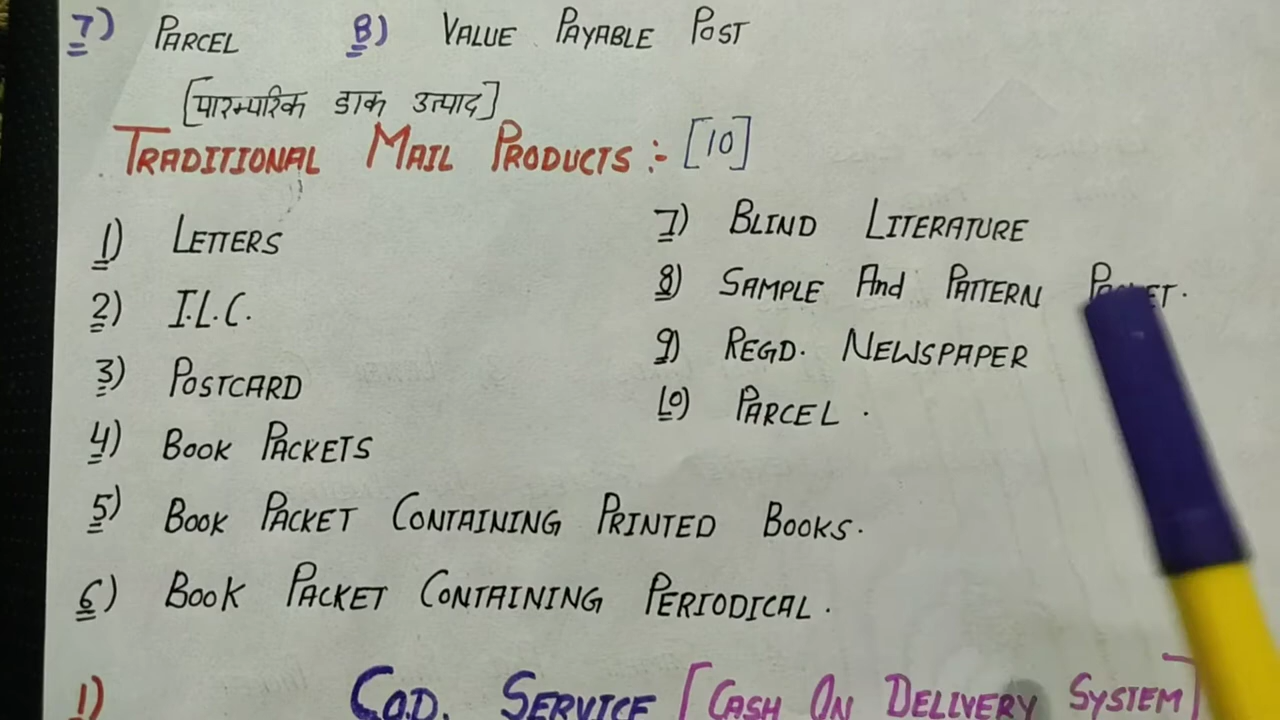 7) PARCEL 8) VALUE PAYABLE POST
[पारम्परिक डाक उत्पाद]
TRADITIONAL MAIL PRODUCTS :- [10]
1) LETTERS
2) I.L.C.
3) POSTCARD
4) BOOK PACKETS
5) BOOK PACKET CONTAINING PRINTED BOOKS.
6) BOOK PACKET CONTAINING PERIODICAL.
7) BLIND LITERATURE
8) SAMPLE And PATTERN
9) REGD. NEWSPAPER
10) PARCEL.
1) C.O.D. SERVICE [CASH ON DELIVERY SYSTEM]